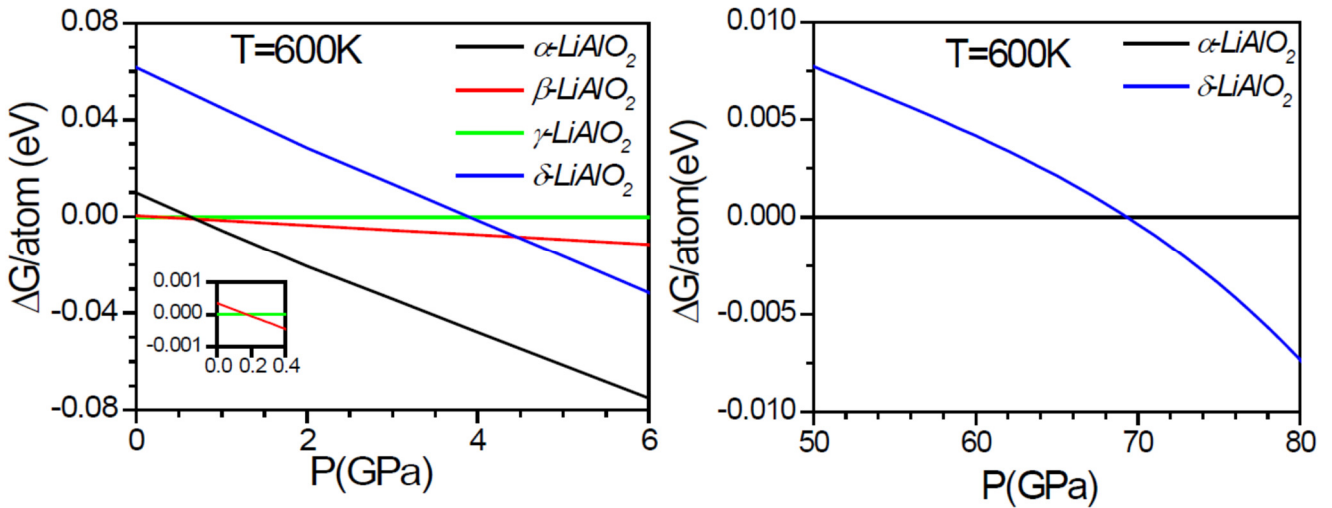 0.08
0.04
0.00
-0.04
-0.08
ΔG/atom (eV)
T=600K
α-LiAlO2
β-LiAlO2
γ-LiAlO2
δ-LiAlO2
0.001
0.000
-0.001
0.0 0.2 0.4
0 2 4 6
P(GPa)
0.010
0.005
0.000
-0.005
-0.010
ΔG/atom(eV)
T=600K
α-LiAlO2
δ-LiAlO2
50 60 70 80
P(GPa)